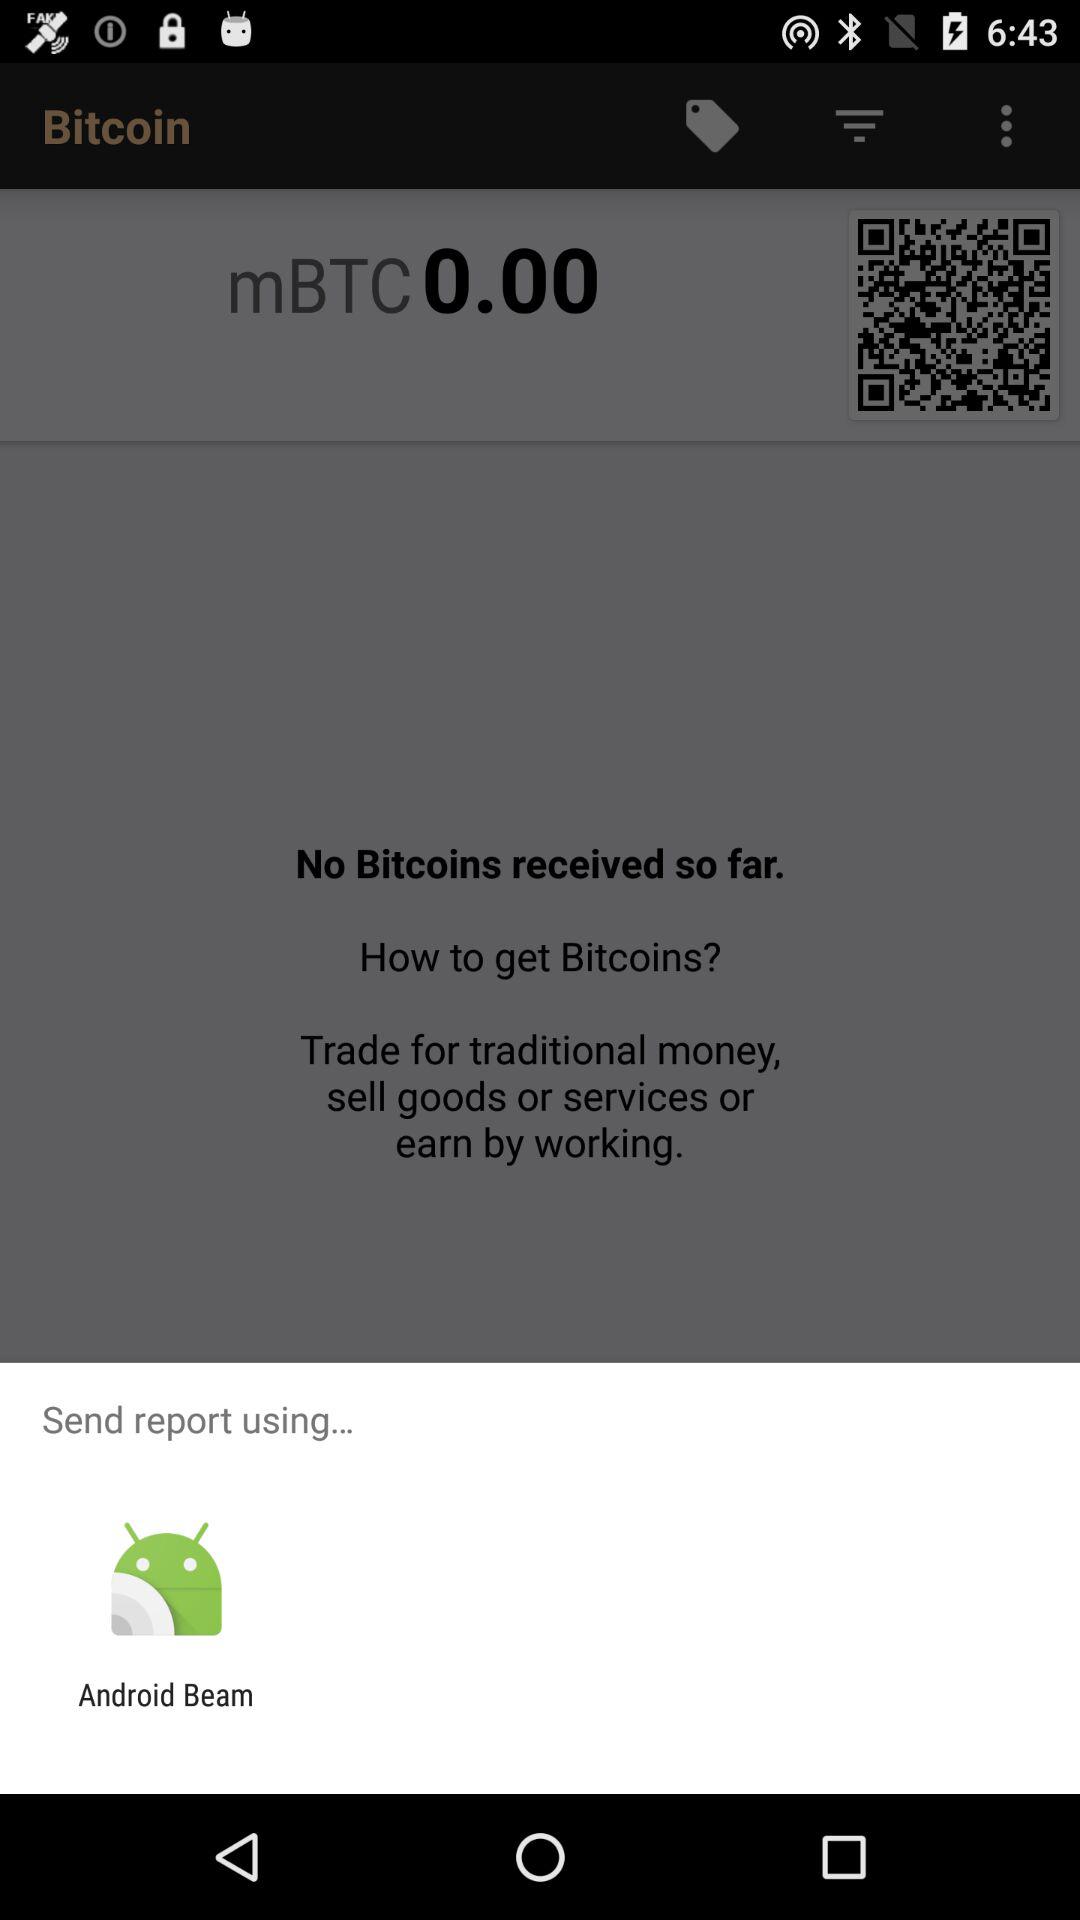 FAKE
6:43
Bitcoin
mBTC 0.00
No Bitcoins received so far.
How to get Bitcoins?
Trade for traditional money,
sell goods or services or
earn by working.
Send report using...
Android Beam